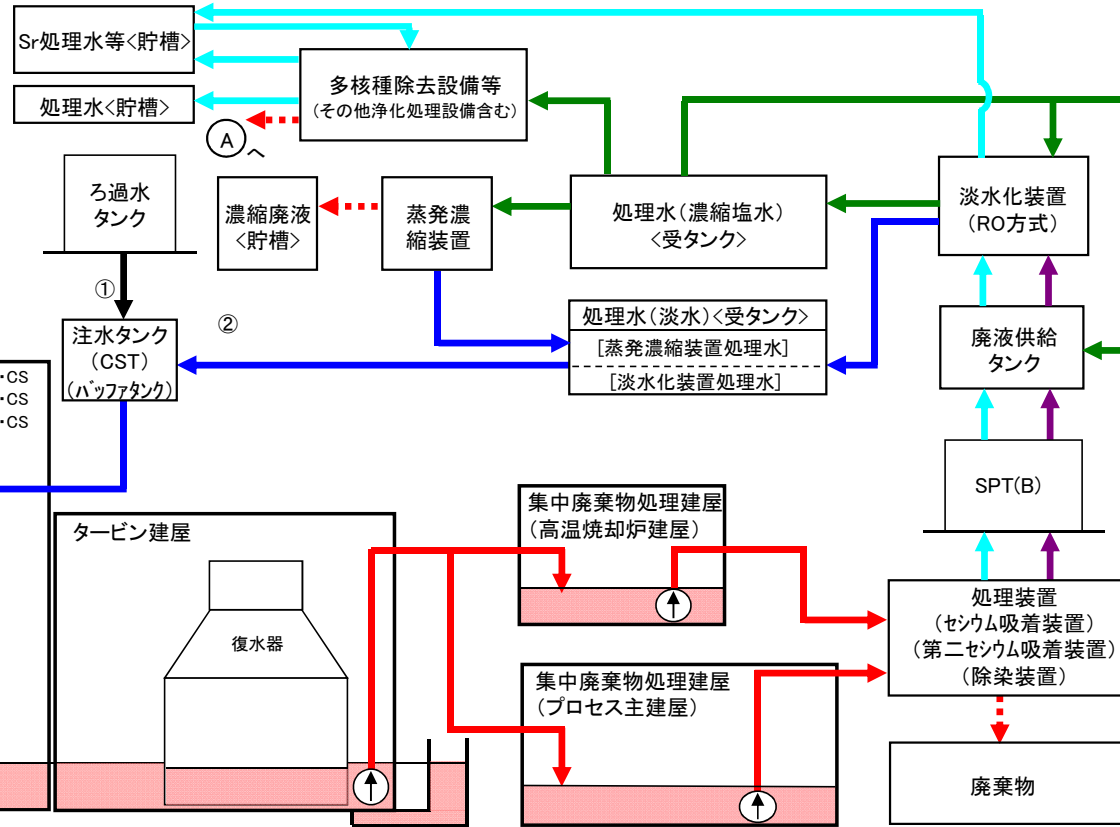 Sr処理水等<貯槽>
処理水<貯槽>
多核種除去設備等
(その他浄化処理設備含む)
A
へ
ろ過水
タンク
濃縮廃液
<貯槽>
蒸発濃
縮装置
処理水(濃縮塩水)
<受タンク>
淡水化装置
(RO方式)
①
②
注水タンク
(CST)
(ﾊﾞｯﾌｧﾀﾝｸ)
処理水(淡水)<受タンク>
[蒸発濃縮装置処理水]
[淡水化装置処理水]
廃液供給
タンク
・CS
・CS
・CS
SPT(B)
タービン建屋
復水器
集中廃棄物処理建屋
(高温焼却炉建屋)
集中廃棄物処理建屋
(プロセス主建屋)
処理装置
(ｾｼｳﾑ吸着装置)
(第二ｾｼｳﾑ吸着装置)
(除染装置)
廃棄物